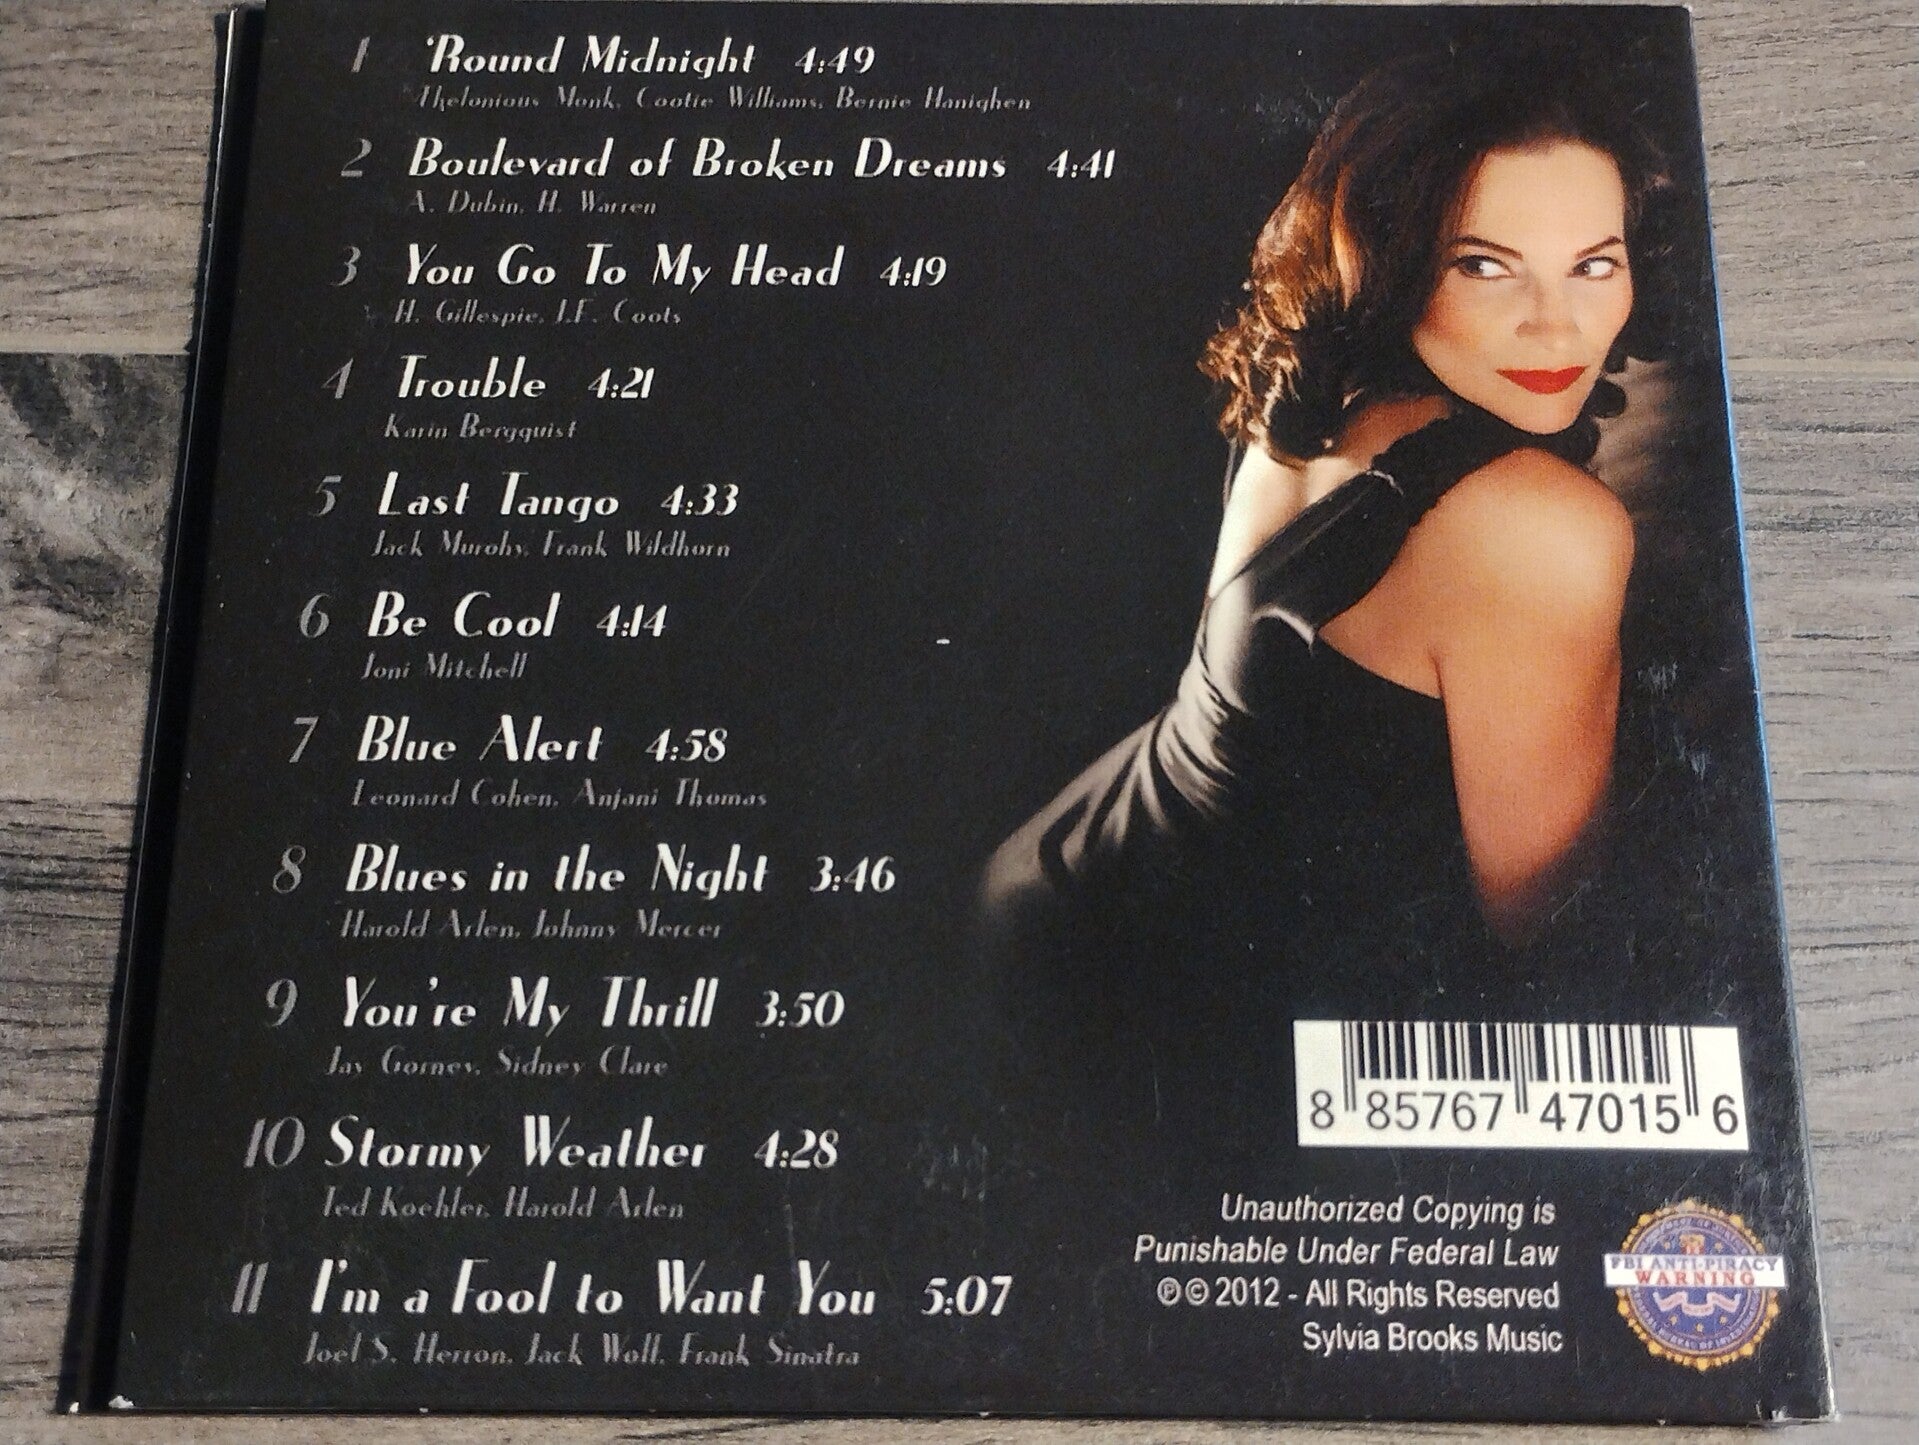 1 'Round Midnight 4:49
Thelonious Monk, Cootie Williams, Bernie Hanighen
2 Boulevard of Broken Dreams 4:41
A. Dubin, H. Warren
3 You Go To My Head 4:19
H. Gillespie, J.F. Coots
4 Trouble 4:21
Karin Bergquist
5 Last Tango 4:33
Jack Murphy, Frank Wildhorn
6 Be Cool 4:14
Joni Mitchell
7 Blue Alert 4:58
Leonard Cohen, Anjani Thomas
8 Blues in the Night 3:46
Harold Arlen, Johnny Mercer
9 You're My Thrill 3:50
Jay Gorney, Sidney Clare
10 Stormy Weather 4:28
Ted Koehler, Harold Arlen
11 I'm a Fool to Want You 5:07
Joel S. Herron, Jack Wolf, Frank Sinatra
8 85767 47015 6
Unauthorized Copying is
Punishable Under Federal Law
℗© 2012 - All Rights Reserved
Sylvia Brooks Music
FBI ANTI-PIRACY
WARNING